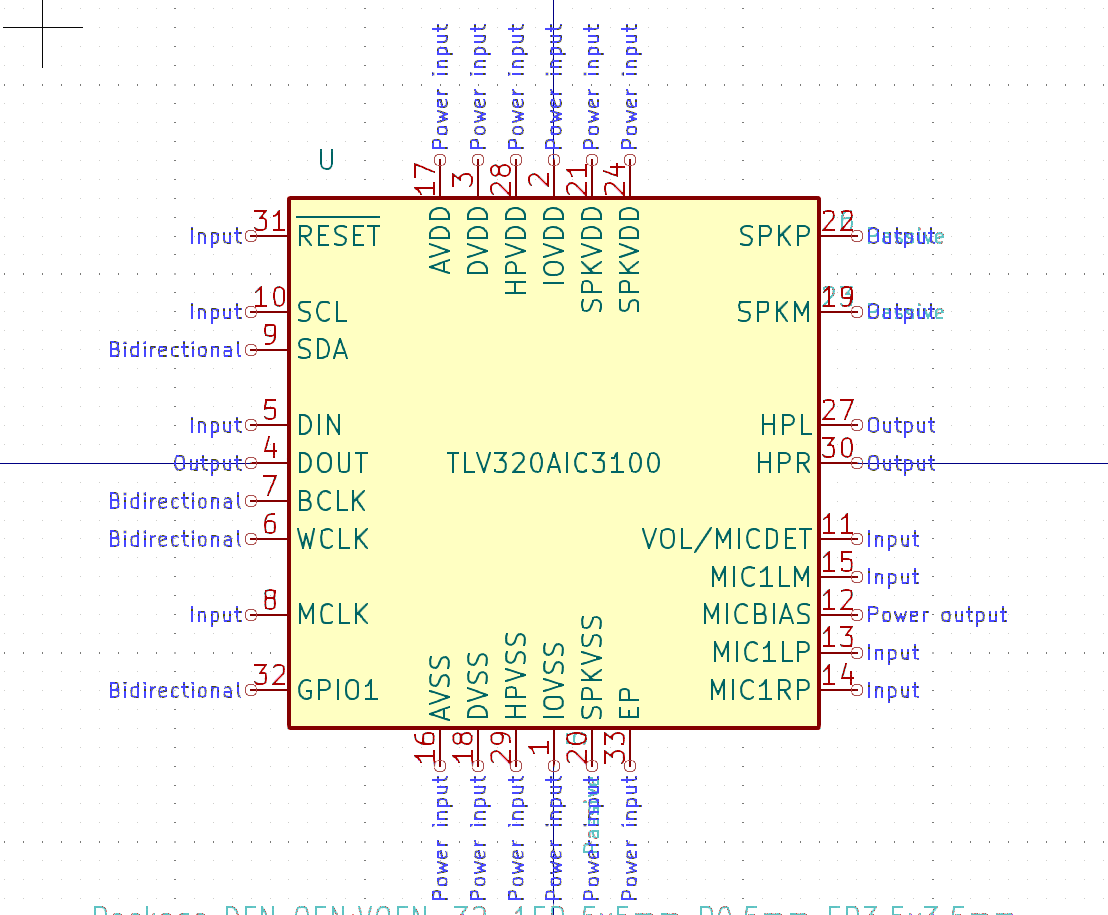 Power input
Power input
Power input
Power input
Power input
Power input
U
17
3
28
2
21
24
AVDD
DVDD
HPVDD
IOVDD
SPKVDD
SPKVDD
Input 31 RESET
SPKP 22 Output
Passive
Input 10 SCL
SPKM 19 Output
Passive
Bidirectional 9 SDA
Input 5 DIN
HPL 27 Output
Output 4 DOUT
TLV320AIC3100
HPR 30 Output
Bidirectional 7 BCLK
Bidirectional 6 WCLK
VOL/MICDET 11 Input
MIC1LM 15 Input
Input 8 MCLK
MICBIAS 12 Power output
MIC1LP 13 Input
Bidirectional 32 GPIO1
MIC1RP 14 Input
AVSS
DVSS
HPVSS
IOVSS
SPKVSS
EP
16
18
29
1
20
33
Power input
Power input
Power input
Power input
Power input
Passive
Power input